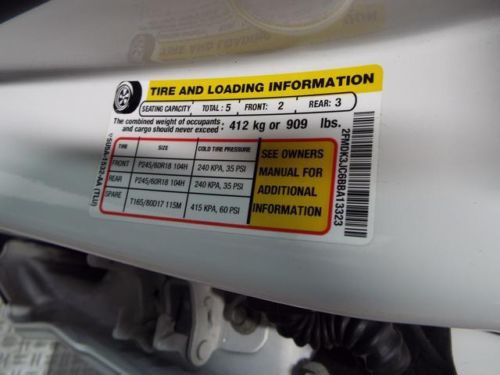 TIRE AND LOADING INFORMATION
SEATING CAPACITY TOTAL : 5 FRONT: 2 REAR: 3
The combined weight of occupants
and cargo should never exceed - 412 kg or 909 lbs.
TIRE SIZE COLD TIRE PRESSURE
FRONT P245/60R18 104H 240 KPA, 35 PSI
REAR P245/60R18 104H 240 KPA, 35 PSI
SPARE T165/80D17 115M 415 KPA, 60 PSI
SEE OWNERS
MANUAL FOR
ADDITIONAL
INFORMATION
2FMDK3JC6BBA13323